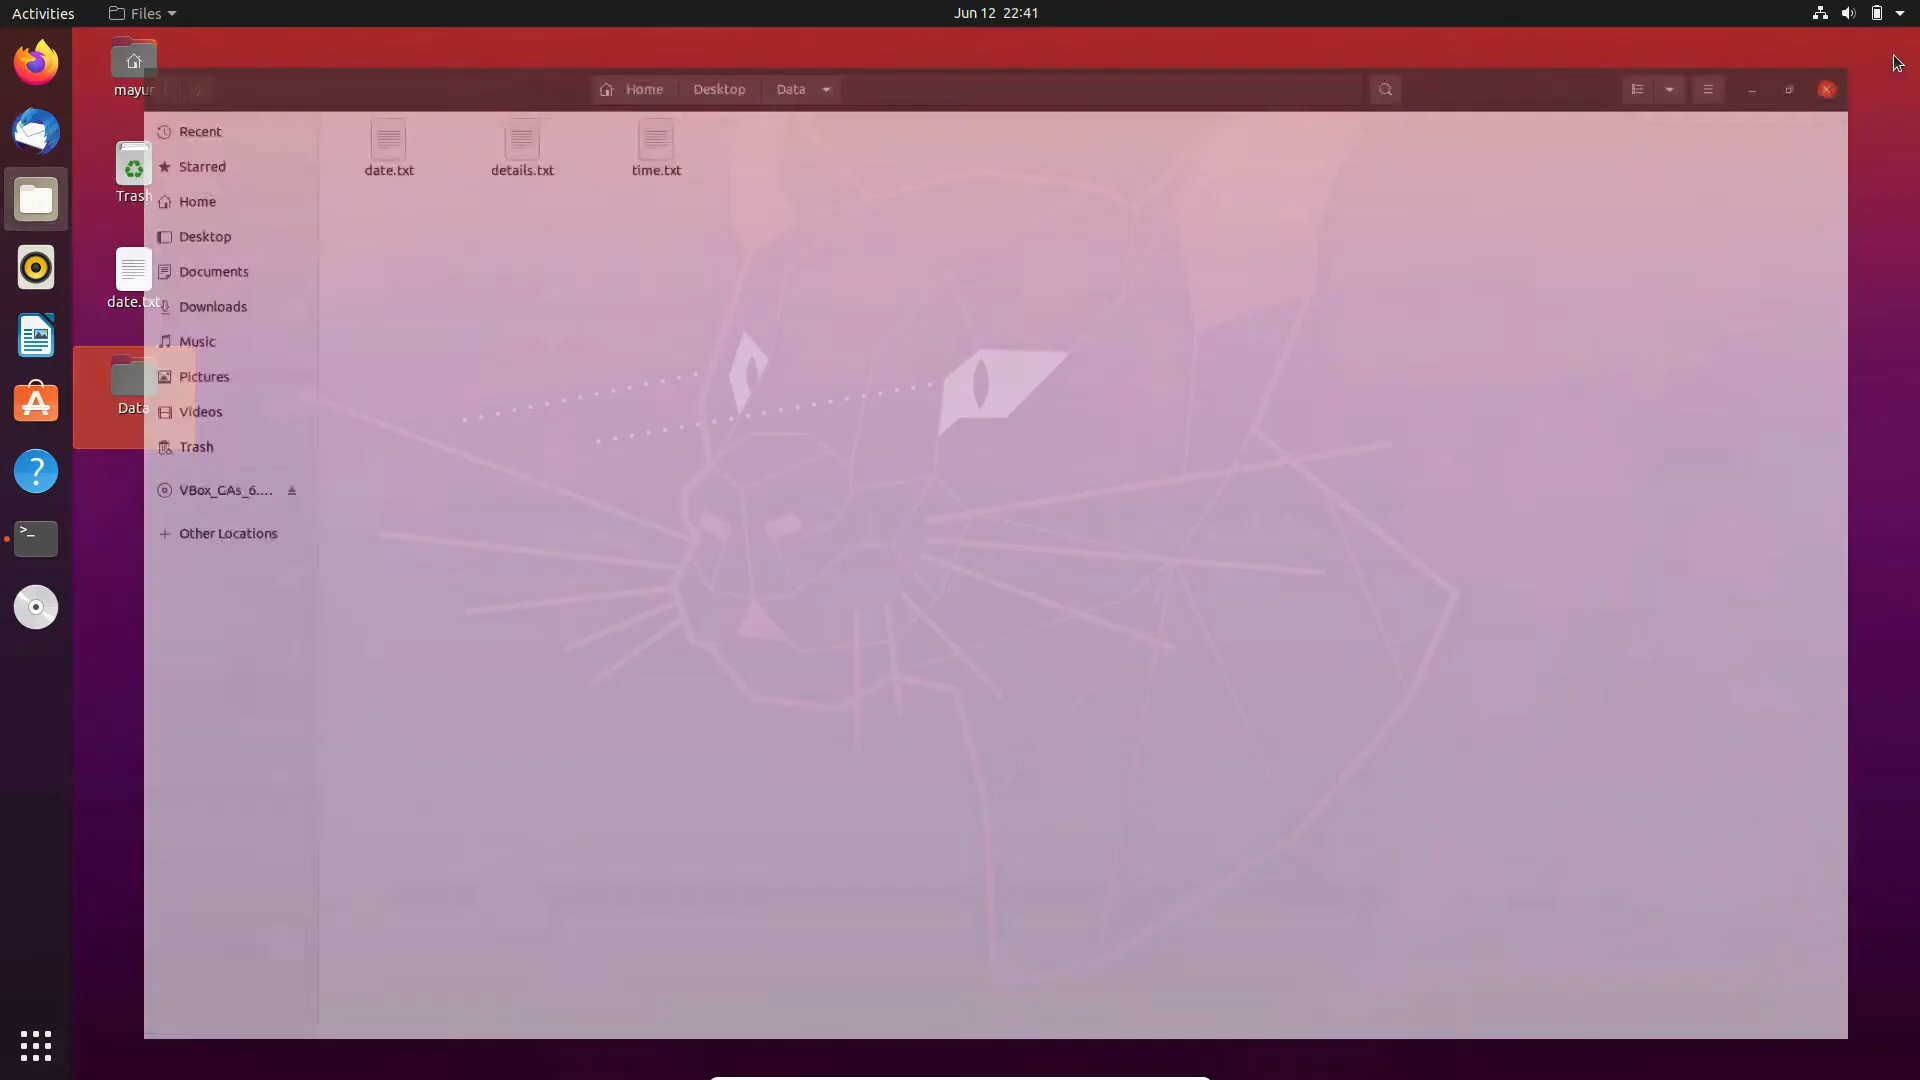 Activities
Files
Jun 12 22:41
mayur
Trash
date.txt
Data
Home
Desktop
Data
Recent
Starred
Home
Desktop
Documents
Downloads
Music
Pictures
Videos
Trash
VBox_GAs_6....
Other Locations
date.txt
details.txt
time.txt